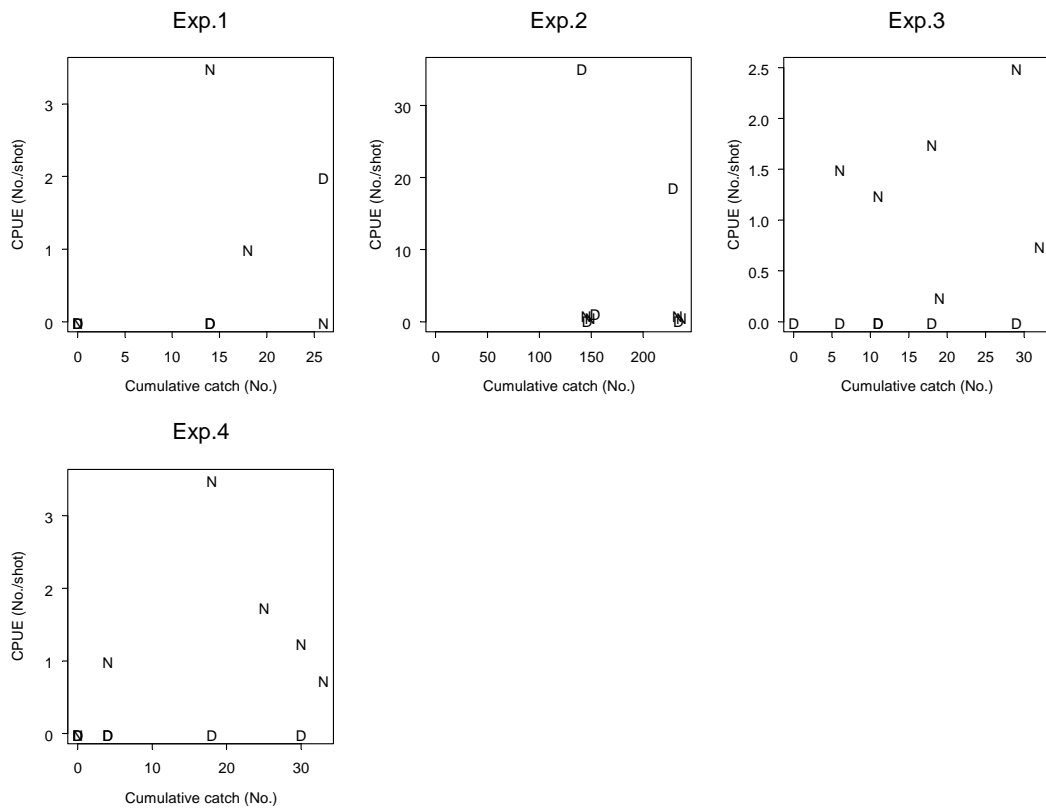 Exp.1
CPUE (No./shot)
3
2
1
0
N
D
N
N
D
D
N
0 5 10 15 20 25
Cumulative catch (No.)
Exp.2
CPUE (No./shot)
30
20
10
0
D
D
D
0 50 100 150 200
Cumulative catch (No.)
Exp.3
CPUE (No./shot)
2.5
2.0
1.5
1.0
0.5
0.0
N
N
N
N
N
N
D D D D D
0 5 10 15 20 25 30
Cumulative catch (No.)
Exp.4
CPUE (No./shot)
3
2
1
0
N
N
N
N
N
N D D D
0 10 20 30
Cumulative catch (No.)